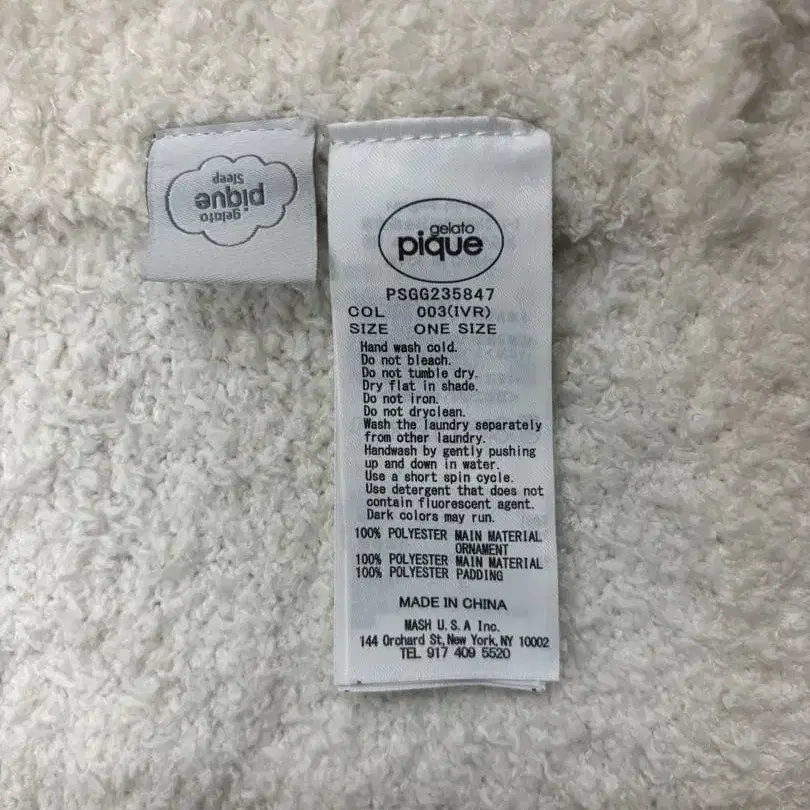 gelato
pique
Sleep
gelato
pique
PSGG235847
COL 003(IVR)
SIZE ONE SIZE
Hand wash cold.
Do not bleach.
Do not tumble dry.
Dry flat in shade.
Do not iron.
Do not dryclean.
Wash the laundry separately
from other laundry.
Handwash by gently pushing
up and down in water.
Use a short spin cycle.
Use detergent that does not
contain fluorescent agent.
Dark colors may run.
100% POLYESTER MAIN MATERIAL
ORNAMENT
100% POLYESTER MAIN MATERIAL
100% POLYESTER PADDING
MADE IN CHINA
MASH U.S.A Inc.
144 Orchard St, New York, NY 10002
TEL 917 409 5520